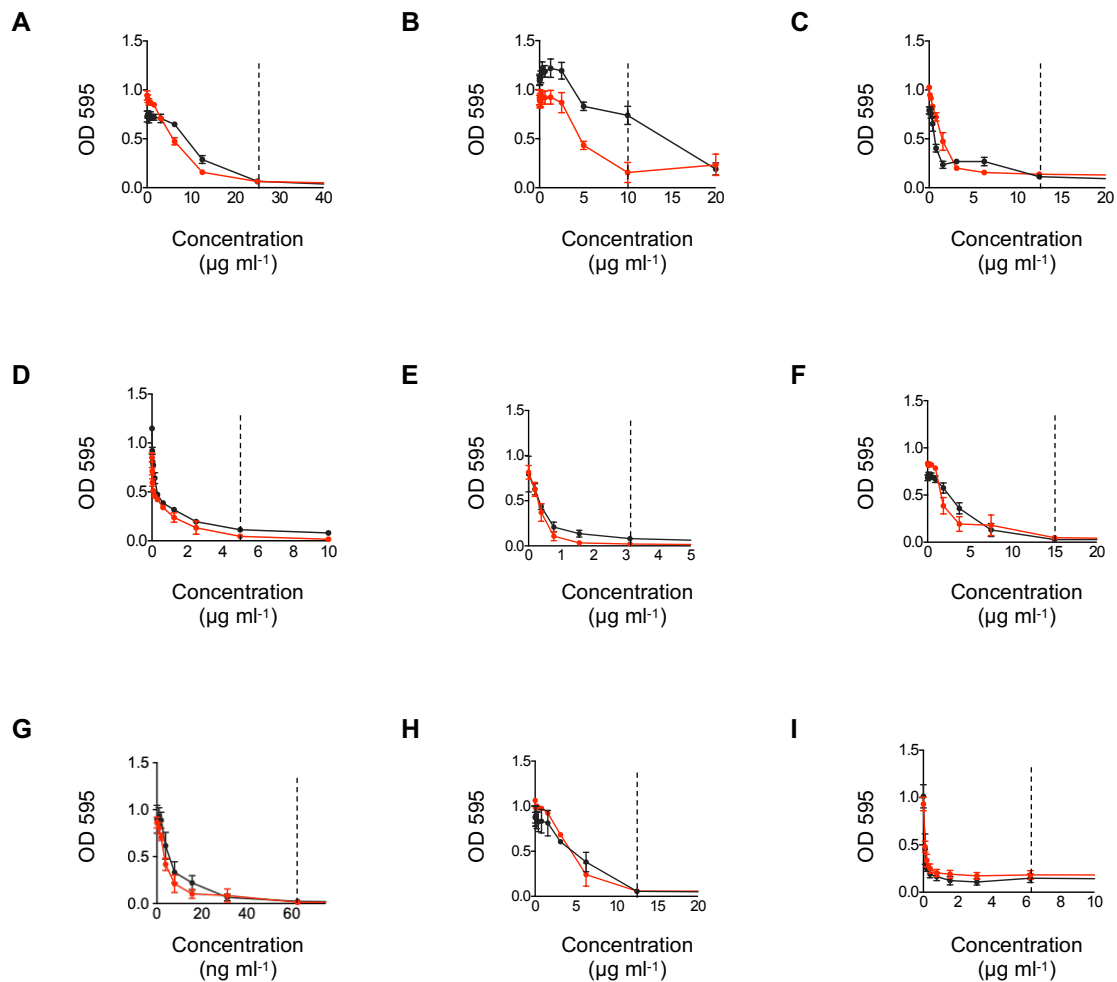 A
B
C
1.5
1.0
0.5
0.0
OD 595
0 10 20 30 40
Concentration
(µg ml-1)
1.5
1.0
0.5
0.0
OD 595
0 5 10 15 20
Concentration
(µg ml-1)
1.5
1.0
0.5
0.0
OD 595
0 5 10 15 20
Concentration
(µg ml-1)
D
E
F
1.5
1.0
0.5
0.0
OD 595
0 2 4 6 8 10
Concentration
(µg ml-1)
1.5
1.0
0.5
0.0
OD 595
0 1 2 3 4 5
Concentration
(µg ml-1)
1.5
1.0
0.5
0.0
OD 595
0 5 10 15 20
Concentration
(µg ml-1)
G
H
I
1.5
1.0
0.5
0.0
OD 595
0 20 40 60
Concentration
(ng ml-1)
1.5
1.0
0.5
0.0
OD 595
0 5 10 15 20
Concentration
(µg ml-1)
1.5
1.0
0.5
0.0
OD 595
0 2 4 6 8 10
Concentration
(µg ml-1)